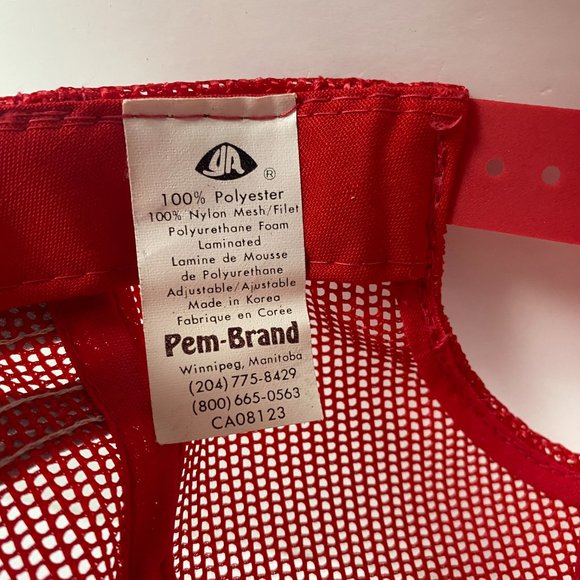 YA
®
100% Polyester
100% Nylon Mesh/Filet
Polyurethane Foam
Laminated
Lamine de Mousse
de Polyurethane
Adjustable/Ajustable
Made in Korea
Fabrique en Coree
Pem-Brand
Winnipeg, Manitoba
(204) 775-8429
(800) 665-0563
CA08123